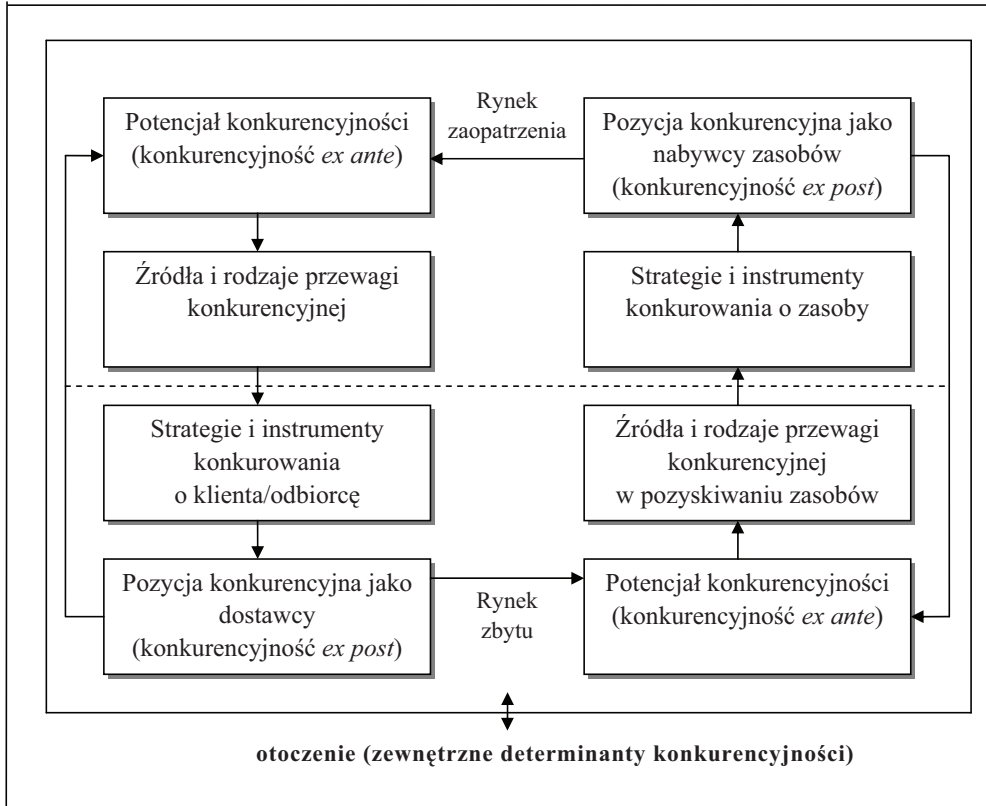 Potencjał konkurencyjności
(konkurencyjność ex ante)
Rynek
zaopatrzenia
Pozycja konkurencyjna jako
nabywcy zasobów
(konkurencyjność ex post)
Źródła i rodzaje przewagi
konkurencyjnej
Strategie i instrumenty
konkurowania o zasoby
Strategie i instrumenty
konkurowania
o klienta/odbiorcę
Źródła i rodzaje przewagi
konkurencyjnej
w pozyskiwaniu zasobów
Pozycja konkurencyjna jako
dostawcy
(konkurencyjność ex post)
Rynek
zbytu
Potencjał konkurencyjności
(konkurencyjność ex ante)
otoczenie (zewnętrzne determinanty konkurencyjności)